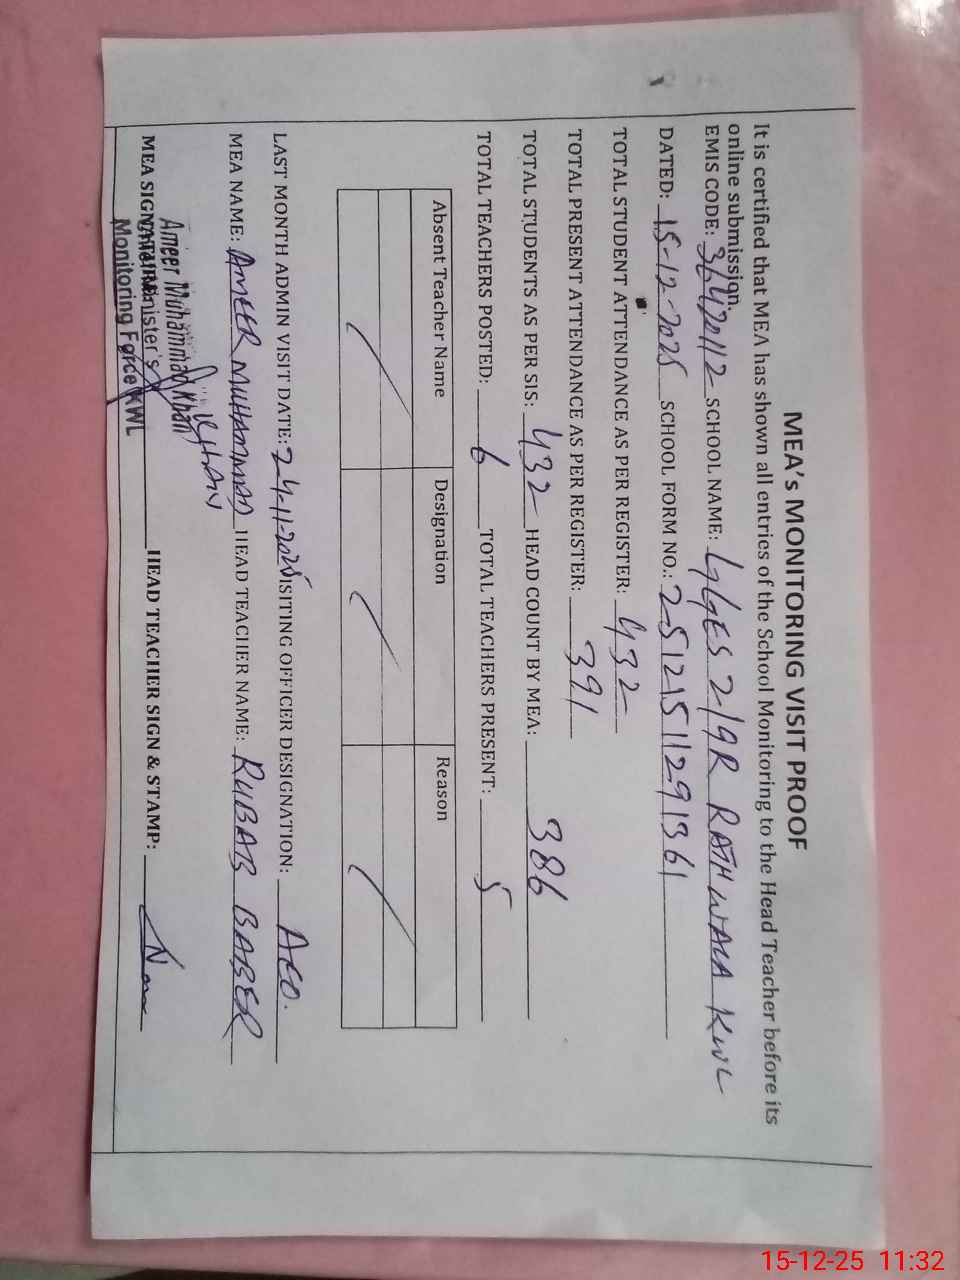 MEA's MONITORING VISIT PROOF
It is certified that MEA has shown all entries of the School Monitoring to the Head Teacher before its
online submission.
EMIS CODE: 36420112 SCHOOL NAME: GGES 2/9R RATHWALA KWL
DATED: 15-12-2025 SCHOOL FORM NO.: 25121511291361
TOTAL STUDENT ATTENDANCE AS PER REGISTER: 432
TOTAL PRESENT ATTENDANCE AS PER REGISTER: 391
TOTAL STUDENTS AS PER SIS: 432 HEAD COUNT BY MEA: 386
TOTAL TEACHERS POSTED: 6 TOTAL TEACHERS PRESENT: 5
Absent Teacher Name Designation Reason
LAST MONTH ADMIN VISIT DATE: 24-11-2025 VISITING OFFICER DESIGNATION: AEO.
MEA NAME: AMEER MUHAMMAD HEAD TEACHER NAME: RUBAB BABER
KHAN
Ameer Muhammad Khan
MEA SIGNATURE HEAD TEACHER SIGN & STAMP:
Minister's
Monitoring Force KWL
15-12-25 11:32